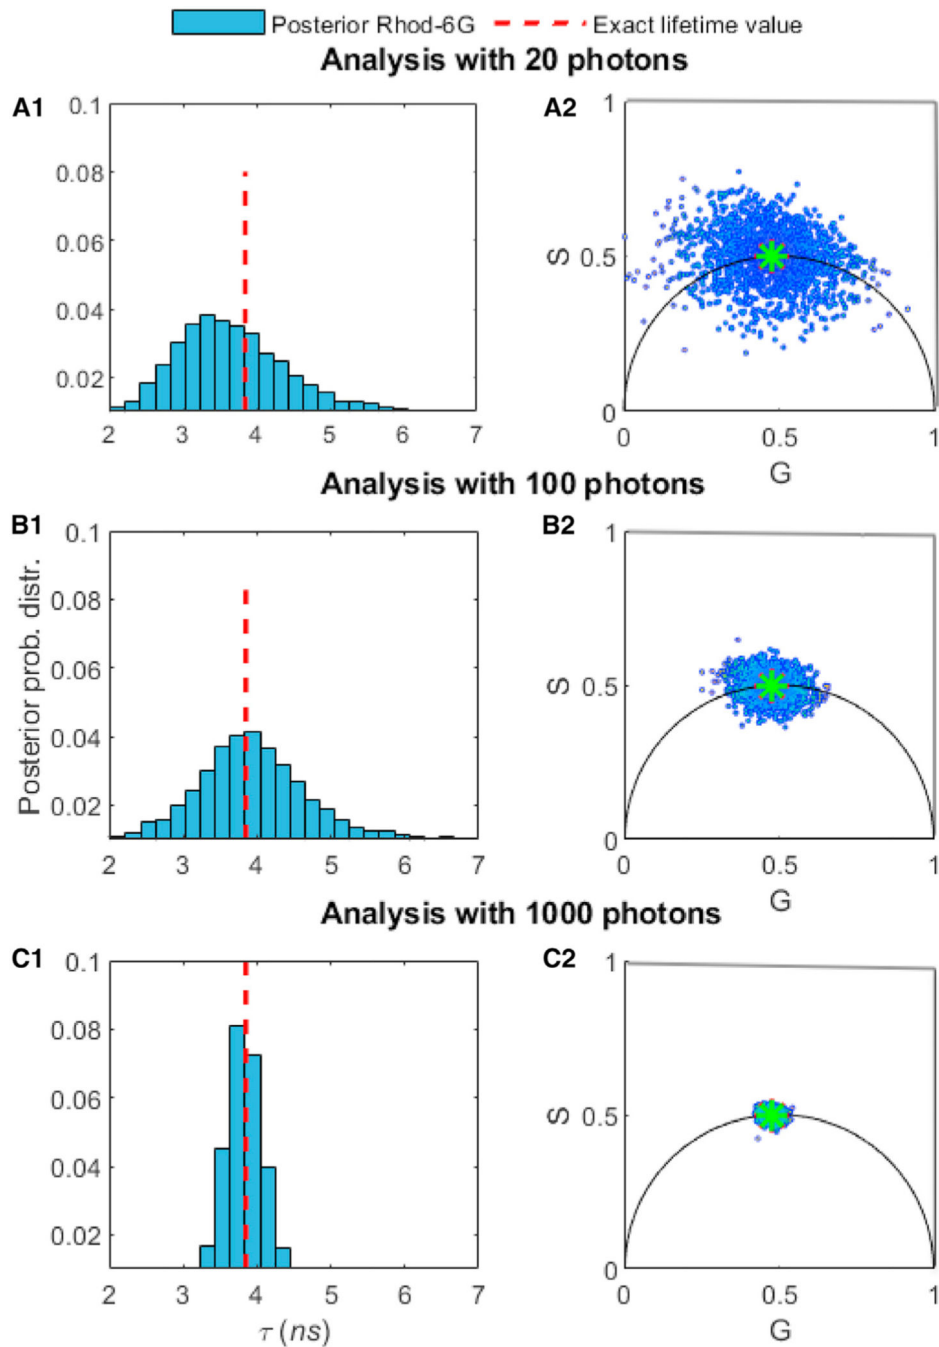 Posterior Rhod-6G Exact lifetime value
Analysis with 20 photons
A1
0.1
0.08
0.06
0.04
0.02
2 3 4 5 6 7
A2
1
S
0.5
0
0 0.5 1
G
Analysis with 100 photons
B1
Posterior prob. distr.
0.1
0.08
0.06
0.04
0.02
2 3 4 5 6 7
B2
1
S
0.5
0
0 0.5 1
G
Analysis with 1000 photons
C1
0.1
0.08
0.06
0.04
0.02
2 3 4 5 6 7
τ (ns)
C2
1
S
0.5
0
0 0.5 1
G